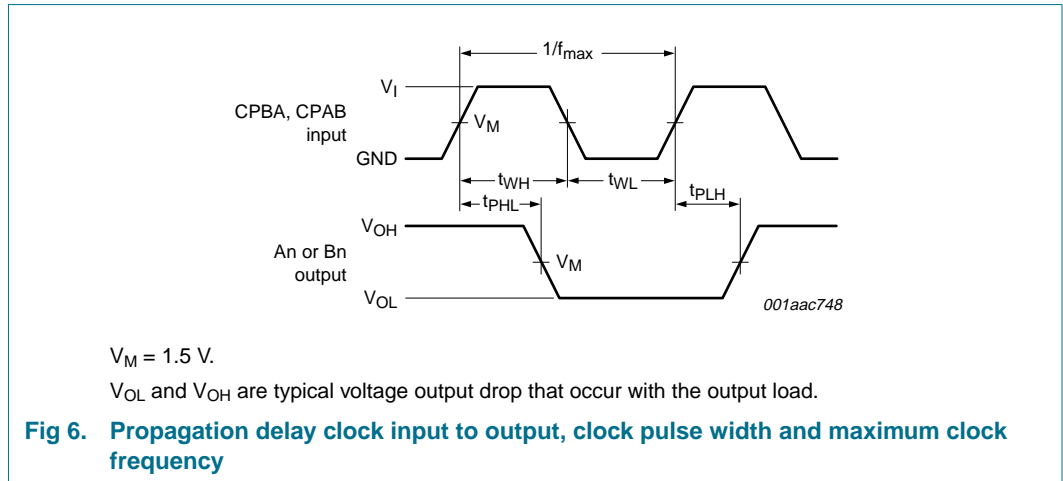 1/fmax
VI
CPBA, CPAB
input
VM
GND
tWH
tWL
tPHL
tPLH
VOH
An or Bn
output
VM
VOL
001aac748
VM = 1.5 V.
VOL and VOH are typical voltage output drop that occur with the output load.
Fig 6. Propagation delay clock input to output, clock pulse width and maximum clock
frequency